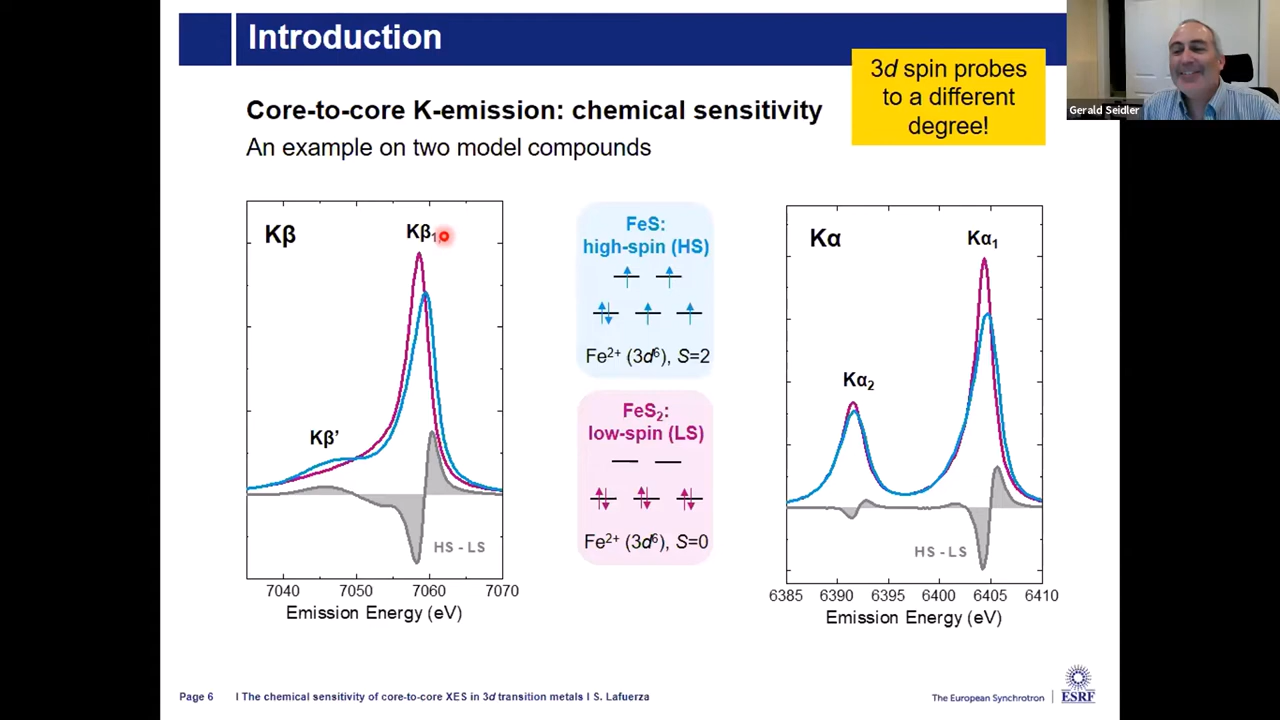 Introduction
3d spin probes
to a different
degree!
Gerald Seidler
Core-to-core K-emission: chemical sensitivity
An example on two model compounds
Kβ
Kβ₁
Kβ'
HS - LS
7040 7050 7060 7070
Emission Energy (eV)
FeS:
high-spin (HS)
Fe²⁺ (3d⁶), S=2
FeS₂:
low-spin (LS)
Fe²⁺ (3d⁶), S=0
Kα
Kα₁
Kα₂
HS - LS
6385 6390 6395 6400 6405 6410
Emission Energy (eV)
Page 6 I The chemical sensitivity of core-to-core XES in 3d transition metals I S. Lafuerza
The European Synchrotron
ESRF